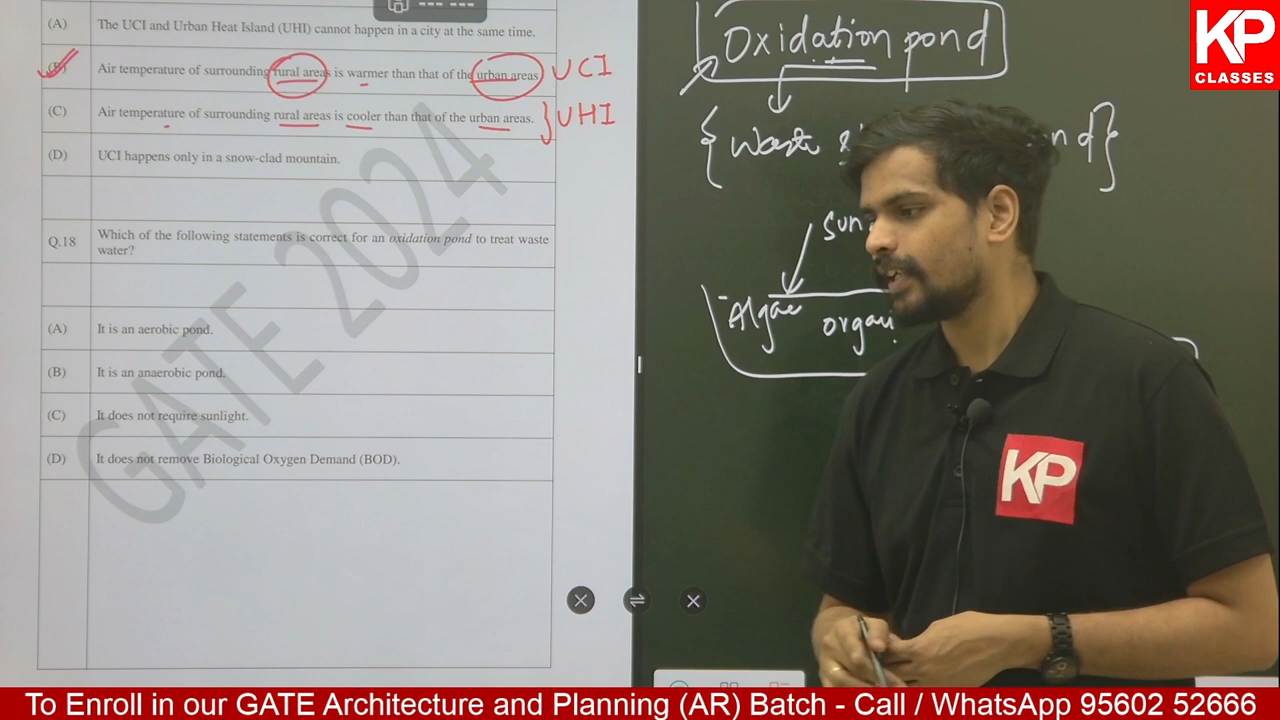 (A) The UCI and Urban Heat Island (UHI) cannot happen in a city at the same time.
(B) Air temperature of surrounding rural areas is warmer than that of the urban areas UCI
(C) Air temperature of surrounding rural areas is cooler than that of the urban areas. } UHI
(D) UCI happens only in a snow-clad mountain.
Q.18 Which of the following statements is correct for an oxidation pond to treat waste
water?
(A) It is an aerobic pond.
(B) It is an anaerobic pond.
(C) It does not require sunlight.
(D) It does not remove Biological Oxygen Demand (BOD).
GATE 2024
Oxidation pond
{ Waste nd }
Sun
Algae organi
KP
CLASSES
KP
To Enroll in our GATE Architecture and Planning (AR) Batch - Call / WhatsApp 95602 52666